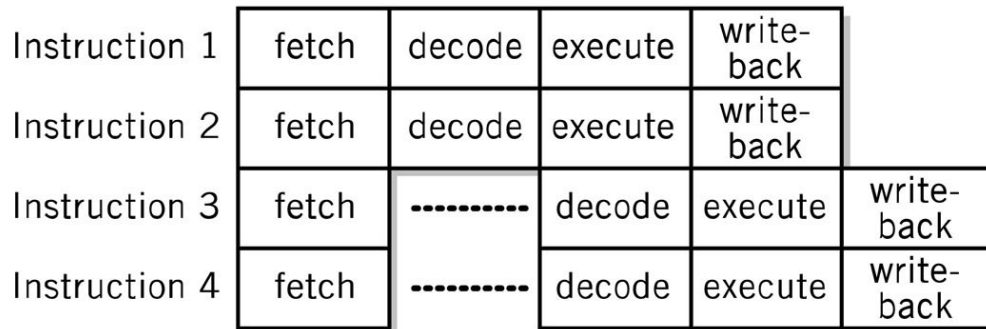 Instruction 1 fetch decode execute write-back
Instruction 2 fetch decode execute write-back
Instruction 3 fetch ---------- decode execute write-back
Instruction 4 fetch ---------- decode execute write-back